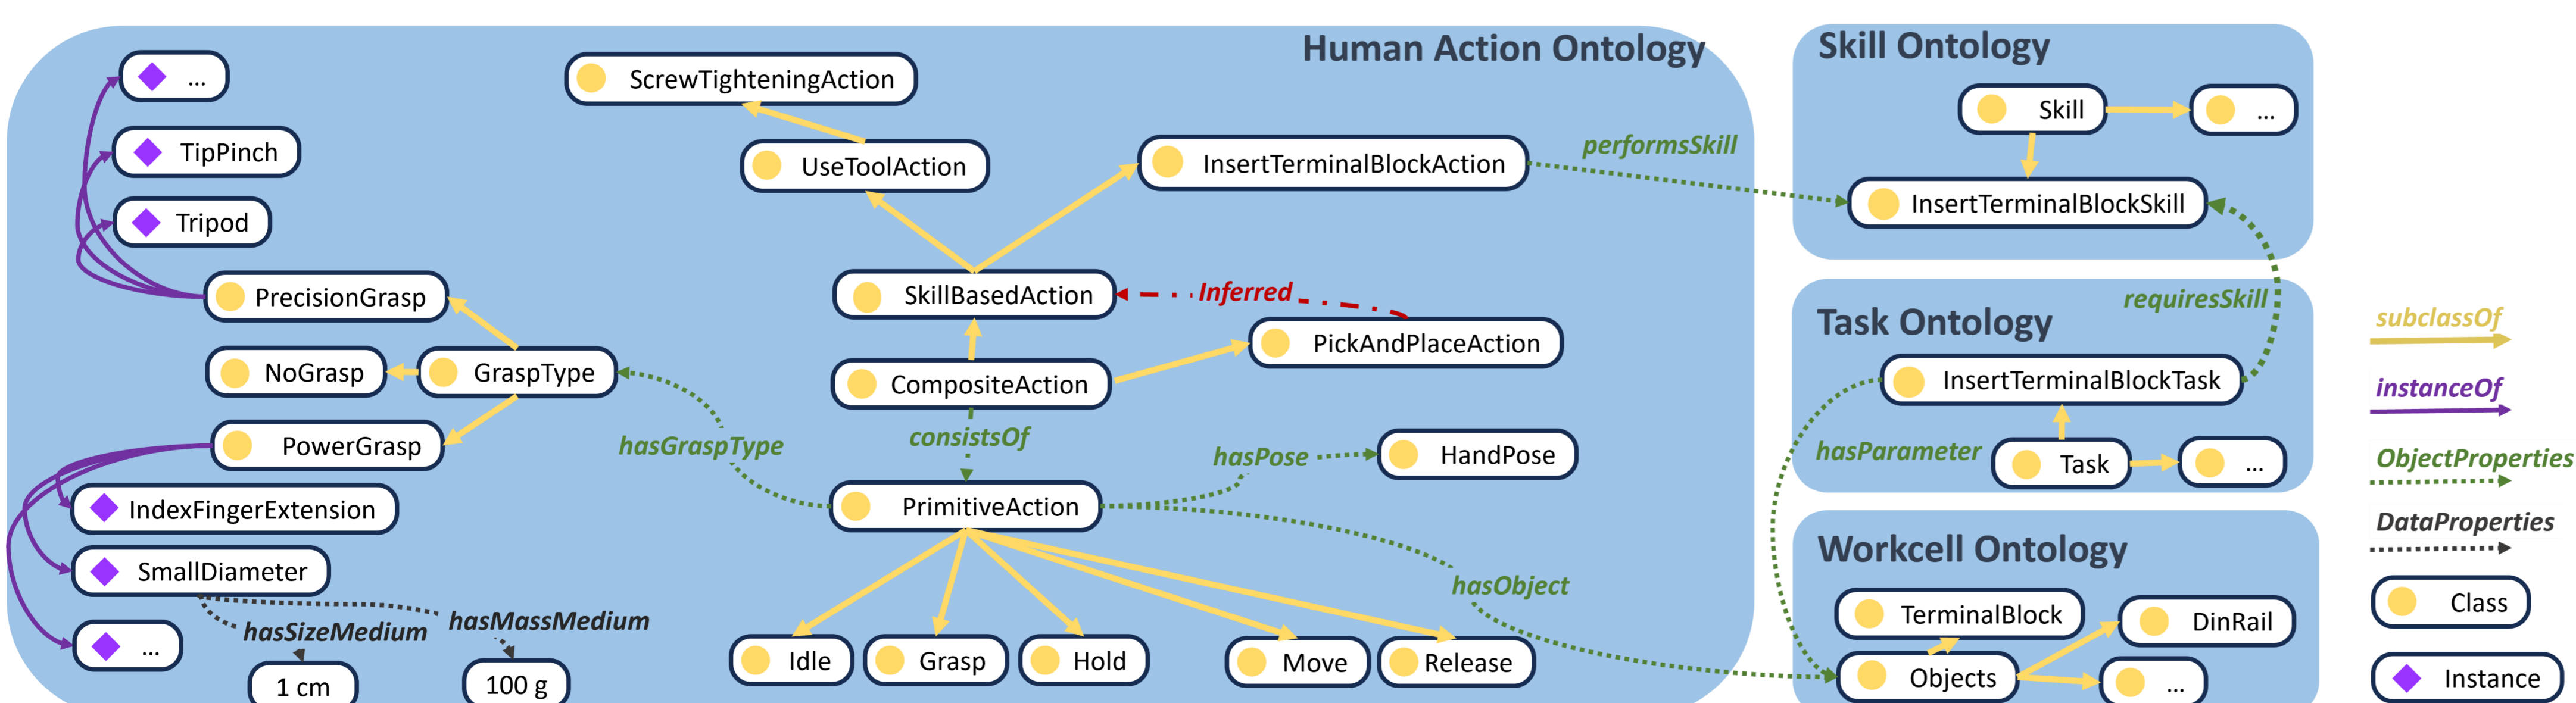 Human Action Ontology
...
TipPinch
Tripod
PrecisionGrasp
NoGrasp
GraspType
PowerGrasp
IndexFingerExtension
SmallDiameter
...
hasSizeMedium
hasMassMedium
1 cm
100 g
ScrewTighteningAction
UseToolAction
InsertTerminalBlockAction
SkillBasedAction
Inferred
PickAndPlaceAction
CompositeAction
hasGraspType
consistsOf
hasPose
HandPose
PrimitiveAction
hasObject
Idle
Grasp
Hold
Move
Release
performsSkill
Skill Ontology
Skill
...
InsertTerminalBlockSkill
requiresSkill
Task Ontology
InsertTerminalBlockTask
hasParameter
Task
...
Workcell Ontology
TerminalBlock
DinRail
Objects
...
subclassOf
instanceOf
ObjectProperties
DataProperties
Class
Instance